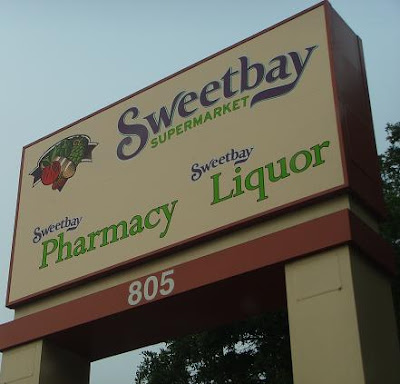 Sweetbay
SUPERMARKET
Sweetbay
Liquor
Sweetbay
Pharmacy
805